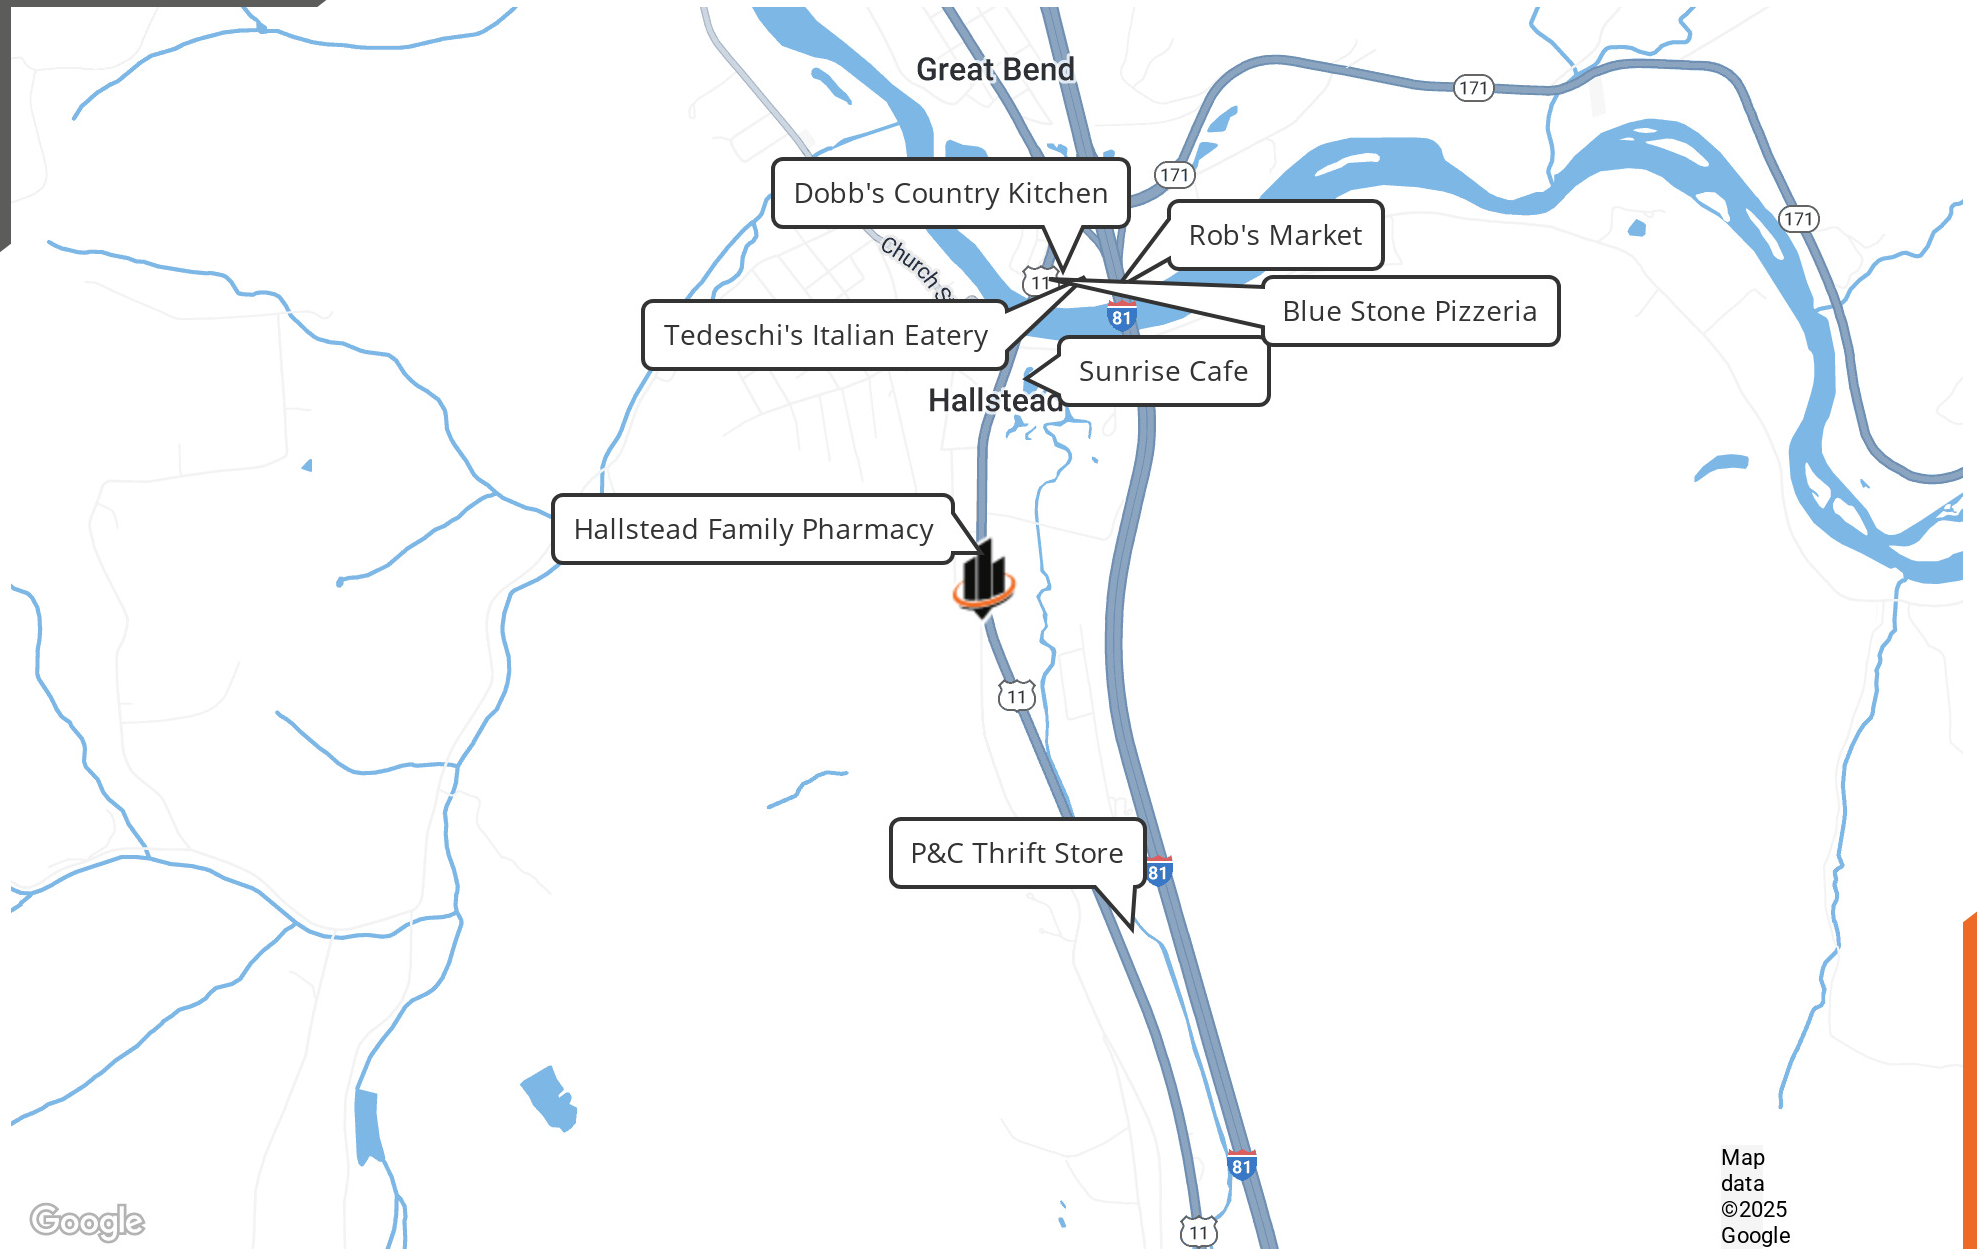 Great Bend
171
171
Dobb's Country Kitchen
171
Rob's Market
Church S
11
Blue Stone Pizzeria
81
Tedeschi's Italian Eatery
Sunrise Cafe
Hallstead
Hallstead Family Pharmacy
11
P&C Thrift Store
81
81
11
Google
Map
data
©2025
Google